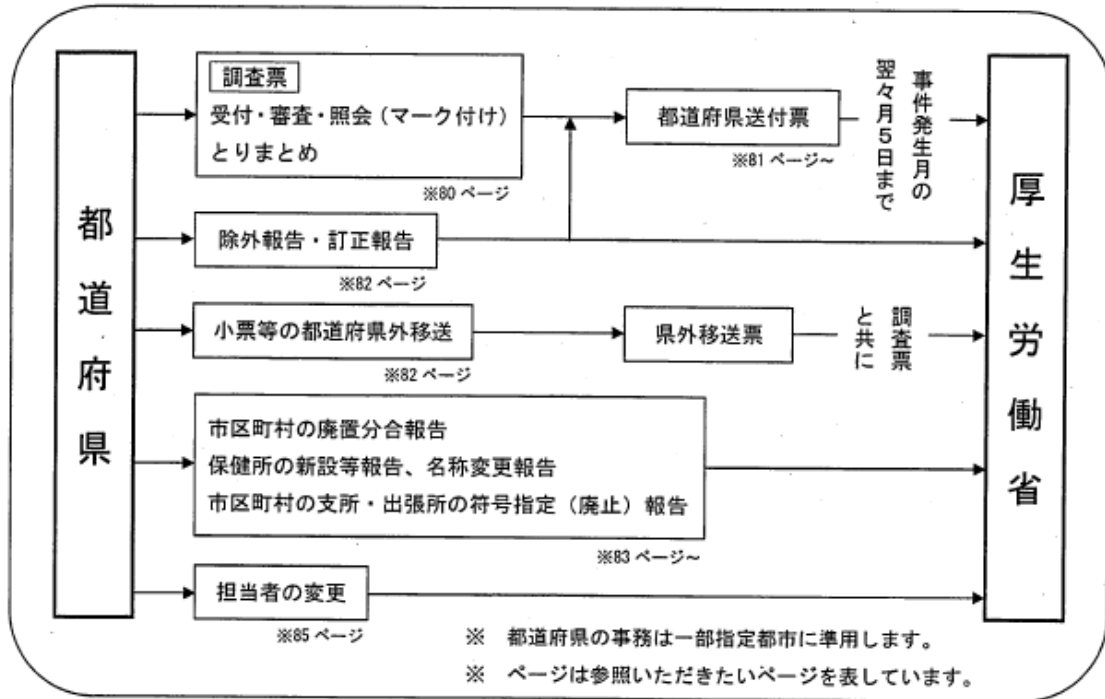 都道府県
調査票
受付・審査・照会（マーク付け）
とりまとめ
※80 ページ
都道府県送付票
※81 ページ～
事件発生月の
翌々月５日まで
除外報告・訂正報告
※82 ページ
小票等の都道府県外移送
※82 ページ
県外移送票
調査票
と共に
市区町村の廃置分合報告
保健所の新設等報告、名称変更報告
市区町村の支所・出張所の符号指定（廃止）報告
※83 ページ～
担当者の変更
※85 ページ
厚生労働省
※　都道府県の事務は一部指定都市に準用します。
※　ページは参照いただきたいページを表しています。